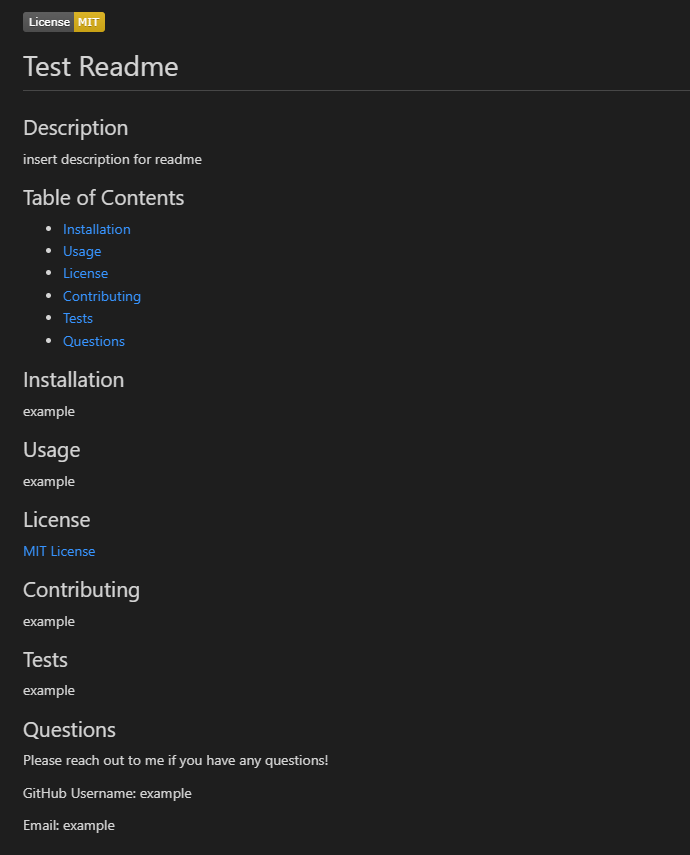 License MIT
Test Readme
Description
insert description for readme
Table of Contents
Installation
Usage
License
Contributing
Tests
Questions
Installation
example
Usage
example
License
MIT License
Contributing
example
Tests
example
Questions
Please reach out to me if you have any questions!
GitHub Username: example
Email: example